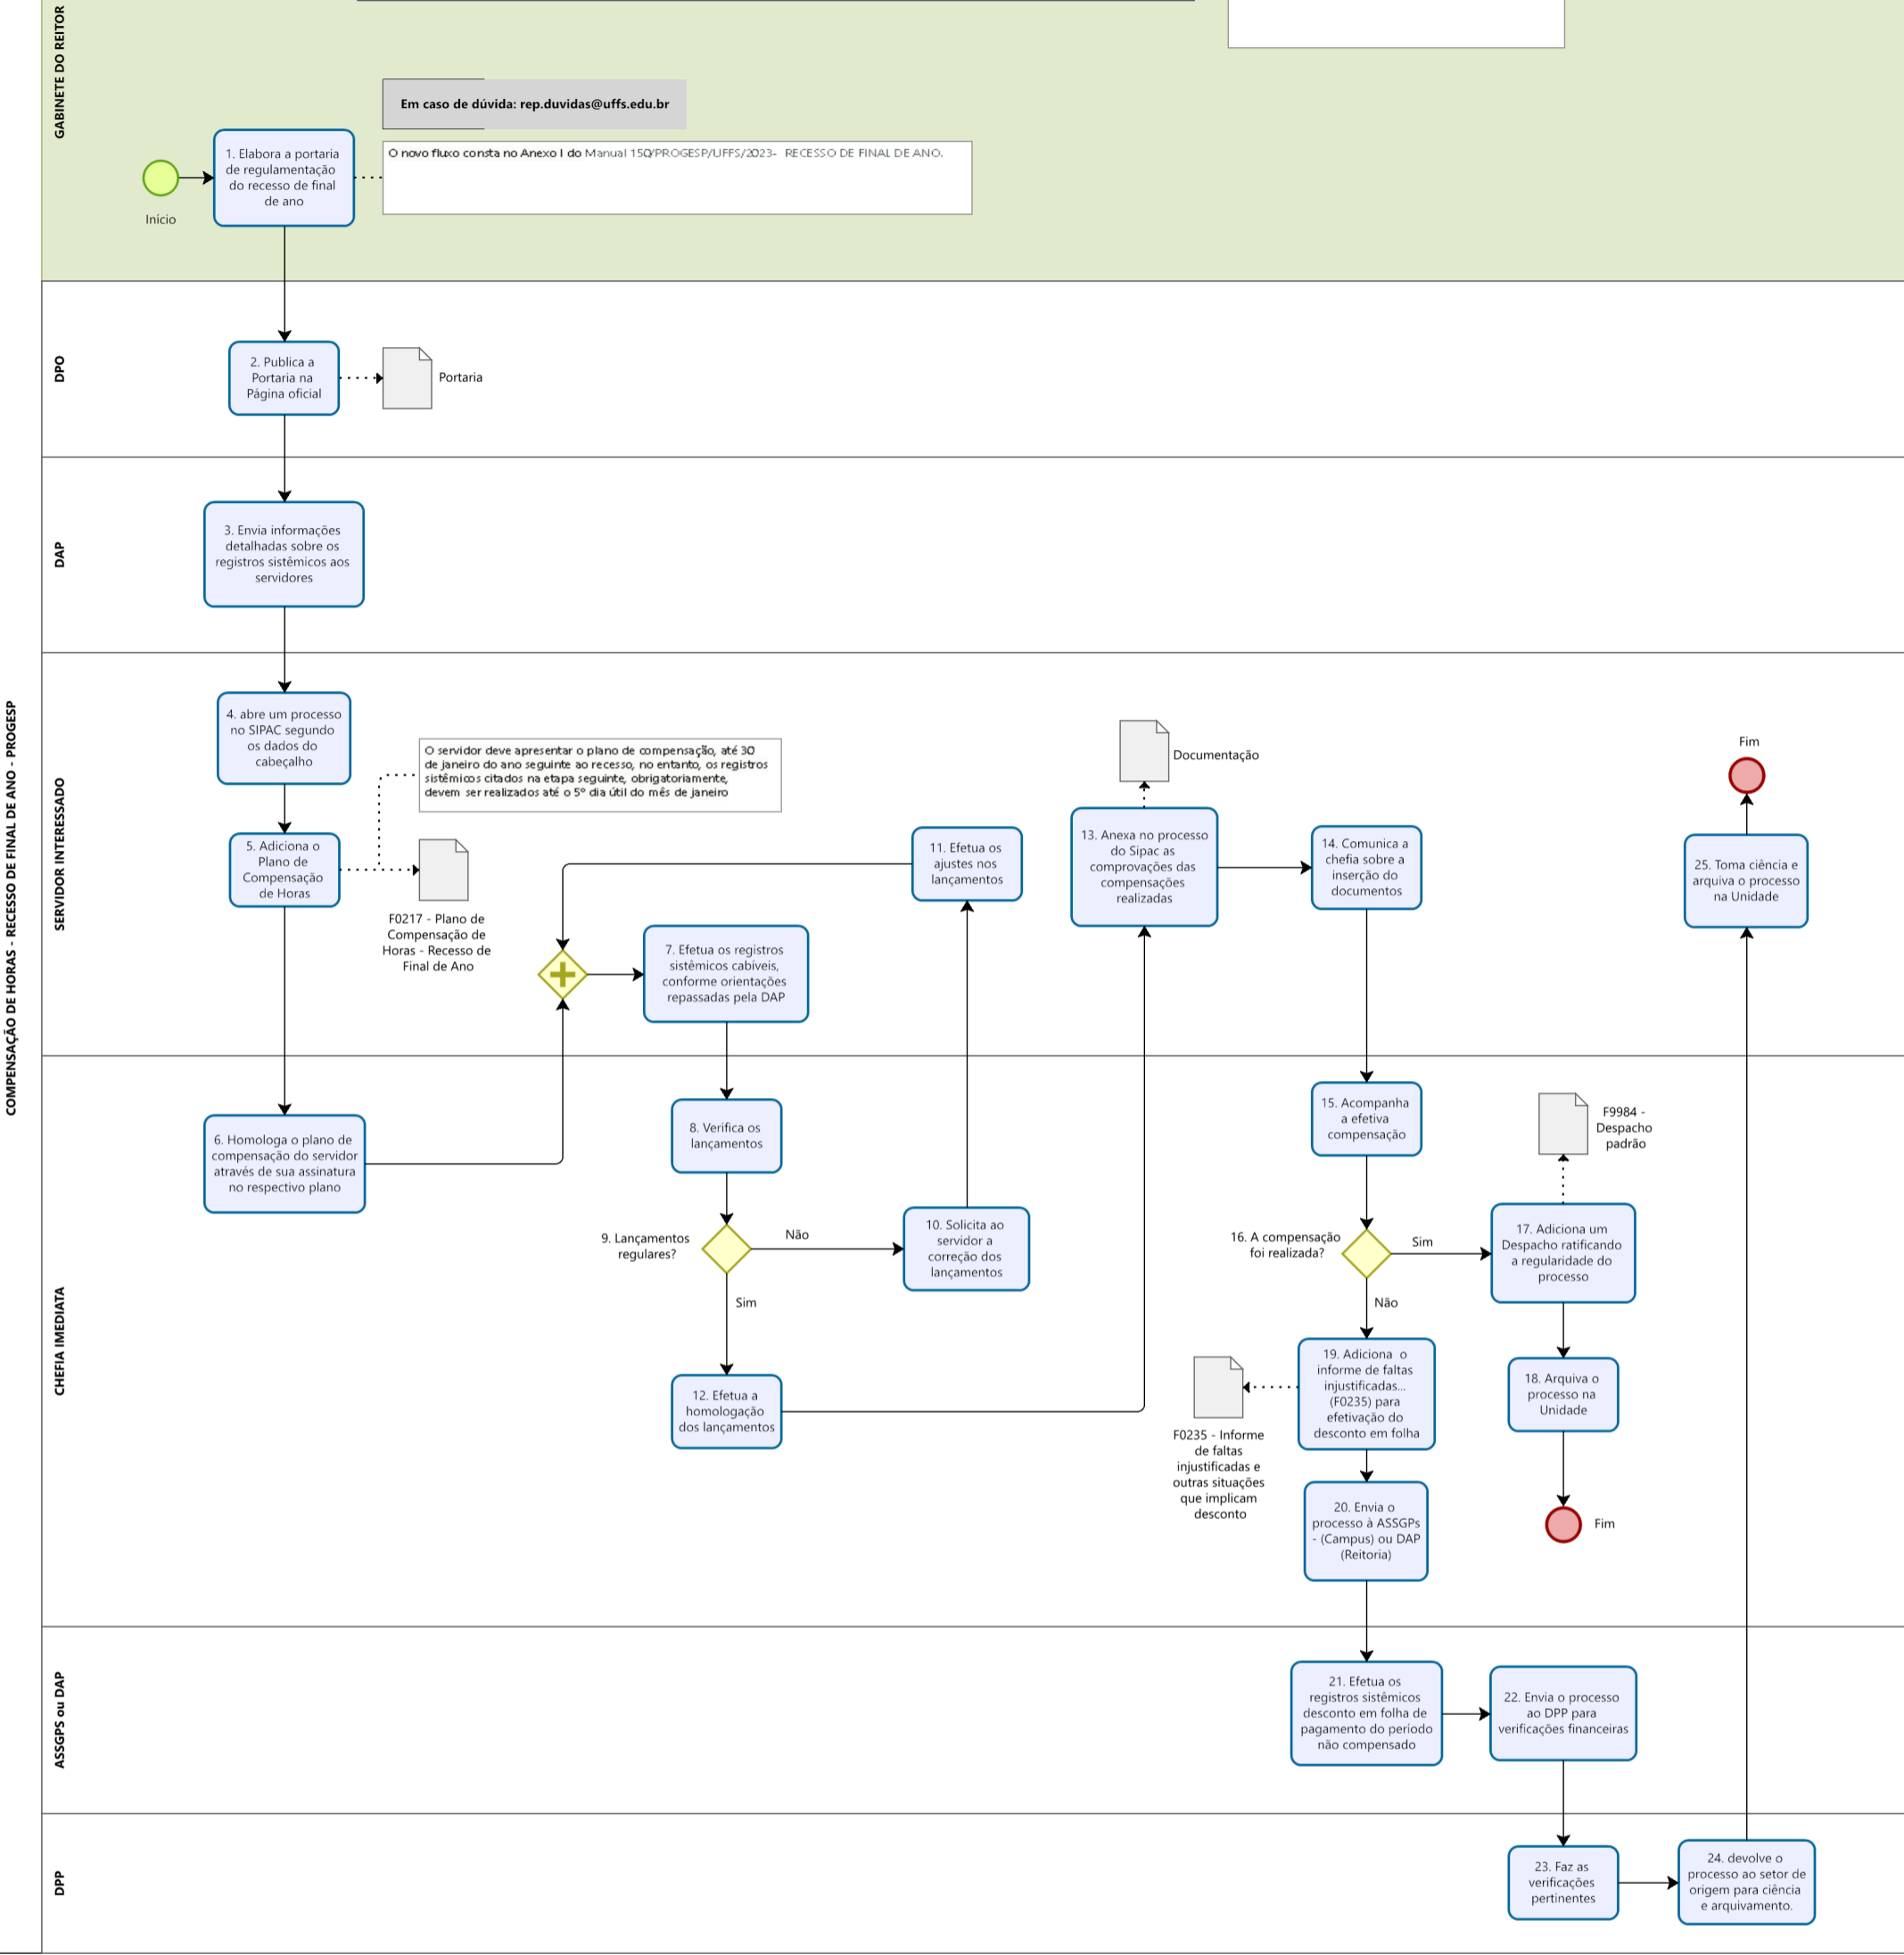 COMPENSAÇÃO DE HORAS - RECESSO DE FINAL DE ANO - PROGESP
GABINETE DO REITOR
Em caso de dúvida: rep.duvidas@uffs.edu.br
1. Elabora a portaria
de regulamentação
do recesso de final
de ano
O novo fluxo consta no Anexo I do Manual 150/PROGESP/UFFS/2023- RECESSO DE FINAL DE ANO.
Início
DPO
2. Publica a
Portaria na
Página oficial
Portaria
DAP
3. Envia informações
detalhadas sobre os
registros sistêmicos aos
servidores
SERVIDOR INTERESSADO
4. abre um processo
no SIPAC segundo
os dados do
cabeçalho
O servidor deve apresentar o plano de compensação, até 30
de janeiro do ano seguinte ao recesso, no entanto, os registros
sistêmicos citados na etapa seguinte, obrigatoriamente,
devem ser realizados até o 5º dia útil do mês de janeiro
5. Adiciona o
Plano de
Compensação
de Horas
F0217 - Plano de
Compensação de
Horas - Recesso de
Final de Ano
7. Efetua os registros
sistêmicos cabíveis,
conforme orientações
repassadas pela DAP
11. Efetua os
ajustes nos
lançamentos
Documentação
13. Anexa no processo
do Sipac as
comprovações das
compensações
realizadas
14. Comunica a
chefia sobre a
inserção do
documentos
Fim
25. Toma ciência e
arquiva o processo
na Unidade
CHEFIA IMEDIATA
6. Homologa o plano de
compensação do servidor
através de sua assinatura
no respectivo plano
8. Verifica os
lançamentos
9. Lançamentos
regulares?
Não
Sim
10. Solicita ao
servidor a
correção dos
lançamentos
12. Efetua a
homologação
dos lançamentos
15. Acompanha
a efetiva
compensação
16. A compensação
foi realizada?
Sim
Não
F9984 -
Despacho
padrão
17. Adiciona um
Despacho ratificando
a regularidade do
processo
18. Arquiva o
processo na
Unidade
Fim
19. Adiciona o
informe de faltas
injustificadas...
(F0235) para
efetivação do
desconto em folha
F0235 - Informe
de faltas
injustificadas e
outras situações
que implicam
desconto
20. Envia o
processo à ASSGPs
- (Campus) ou DAP
(Reitoria)
ASSGPS ou DAP
21. Efetua os
registros sistêmicos
desconto em folha de
pagamento do período
não compensado
22. Envia o processo
ao DPP para
verificações financeiras
DPP
23. Faz as
verificações
pertinentes
24. devolve o
processo ao setor de
origem para ciência
e arquivamento.